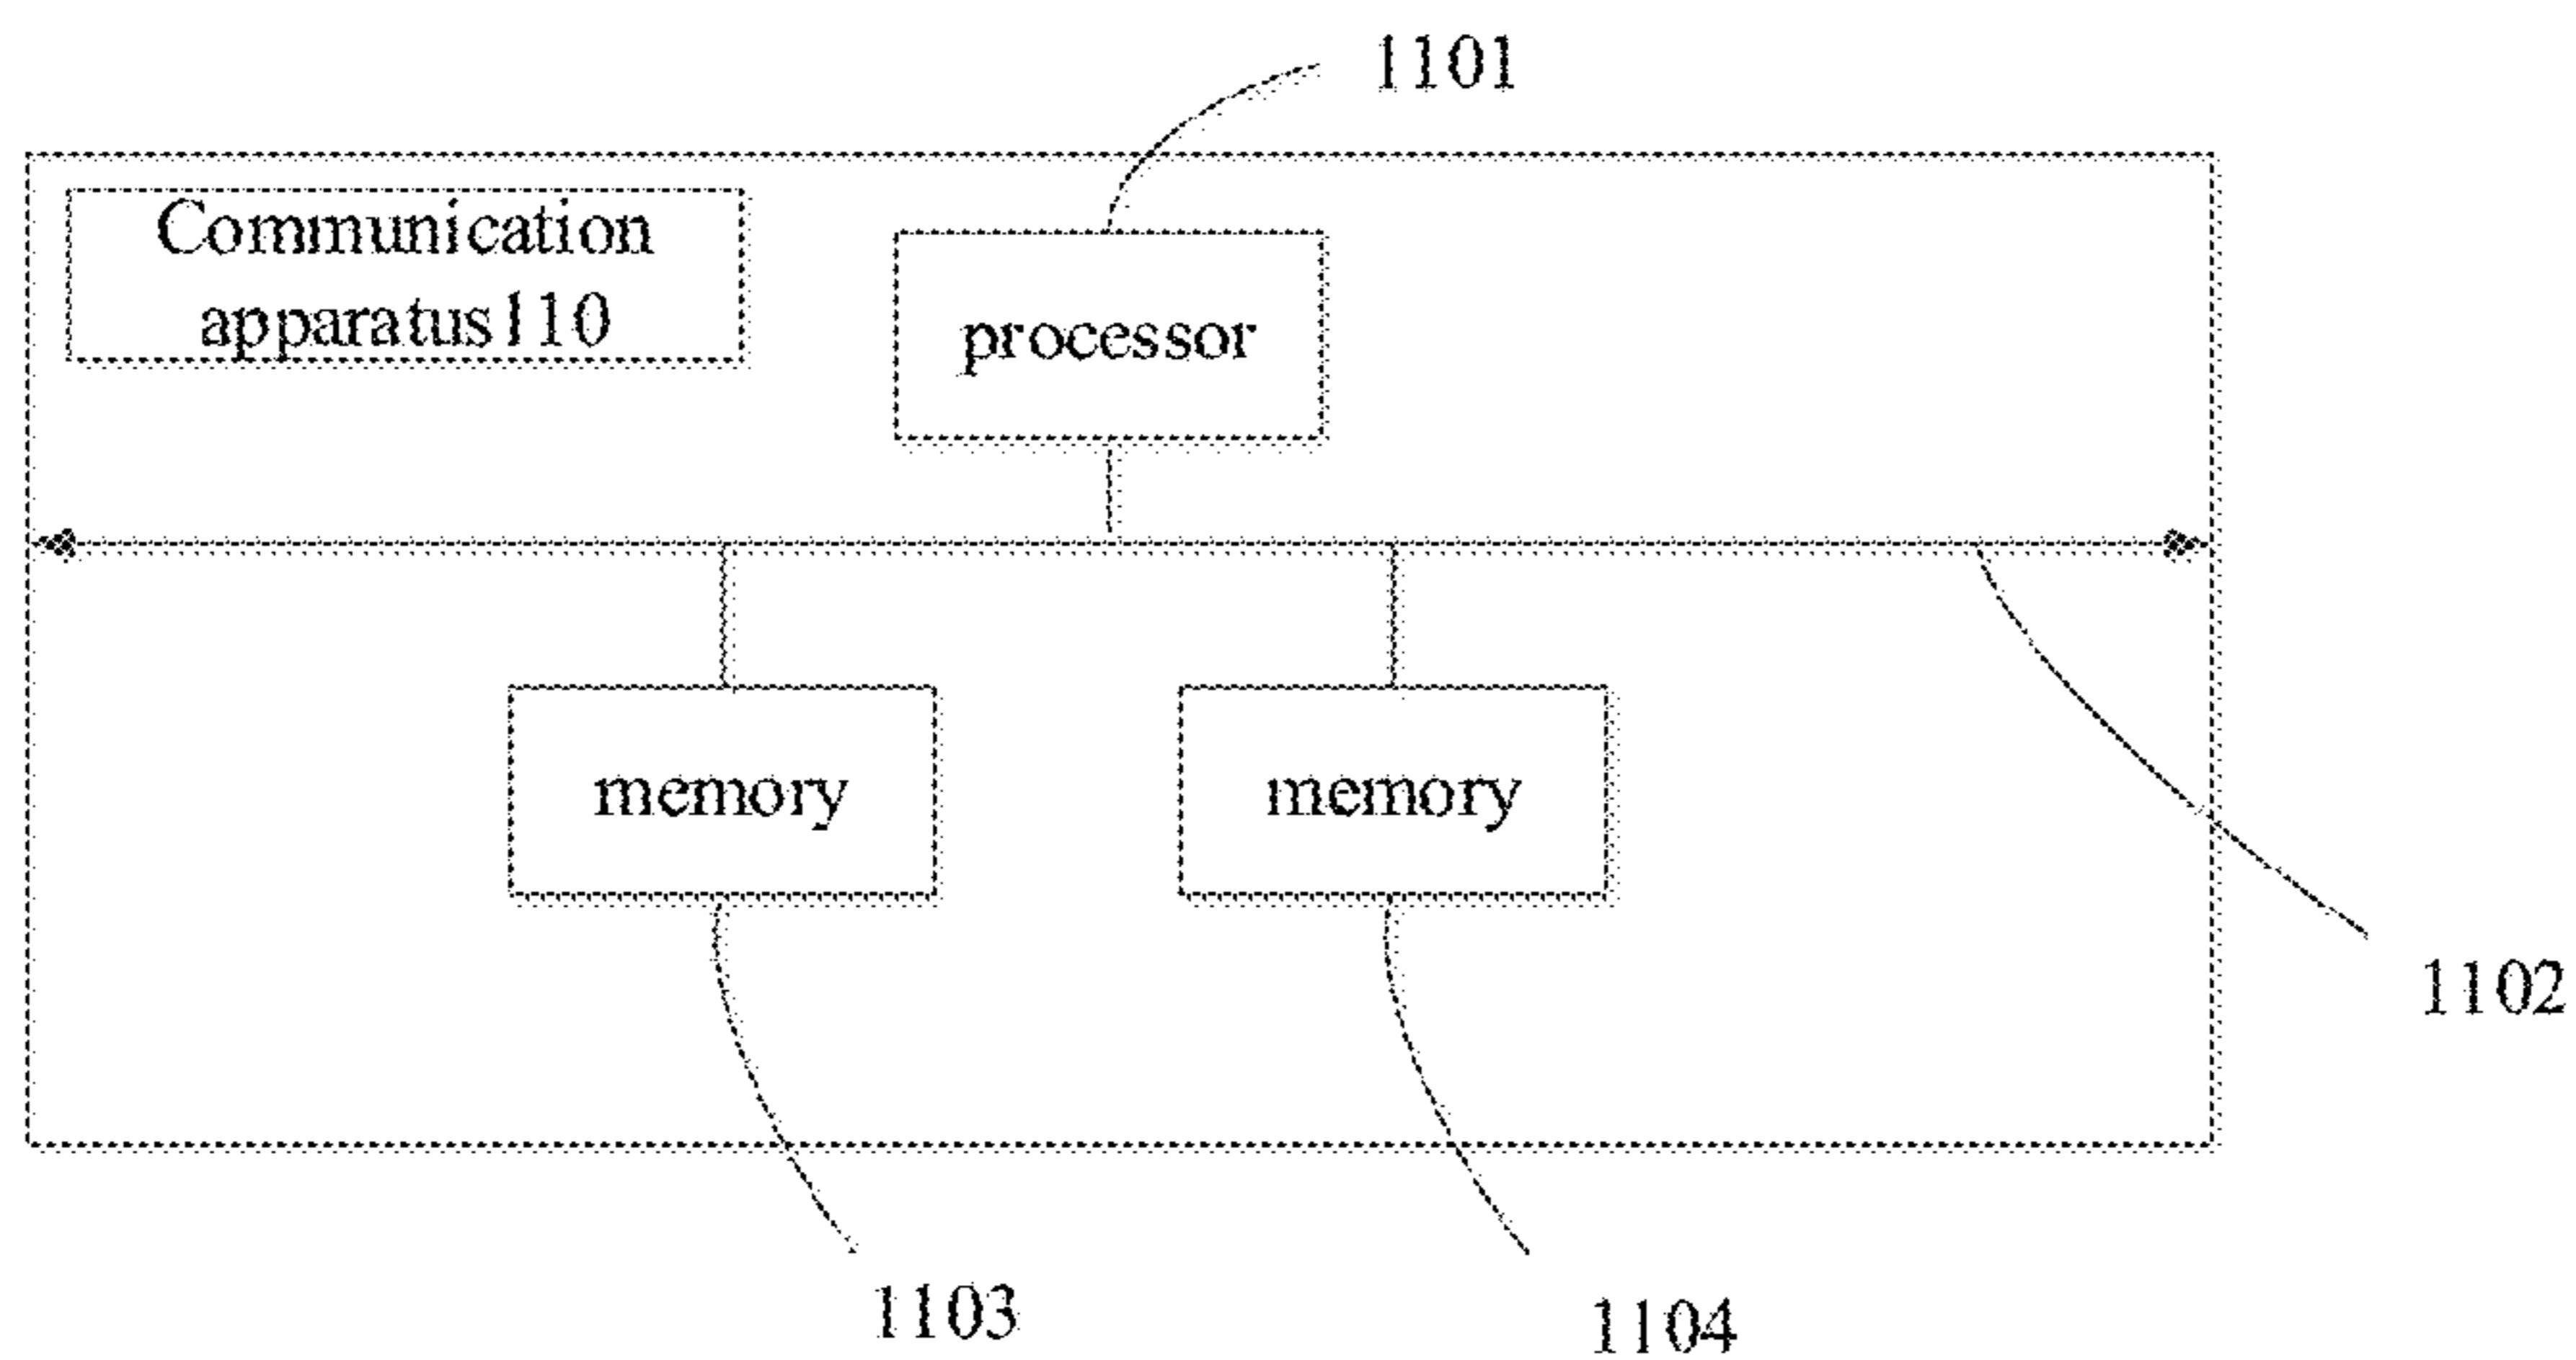 1101
Communication
apparatus110
processor
memory
memory
1102
1103
1104